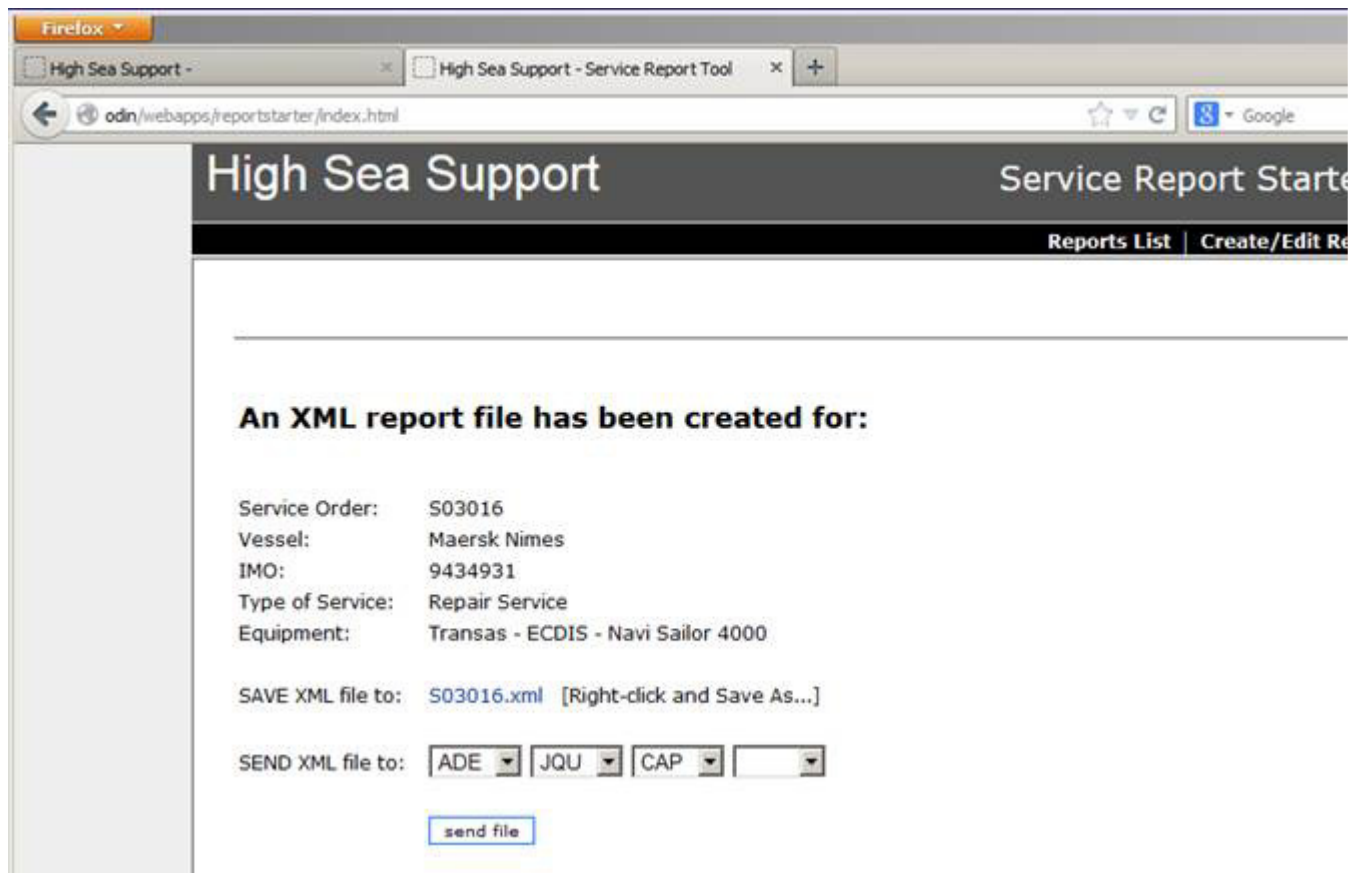 Firefox
High Sea Support -
High Sea Support - Service Report Tool
odin/webapps/reportstarter/index.html
Google
High Sea Support
Service Report Starte
Reports List | Create/Edit Re
An XML report file has been created for:
Service Order: S03016
Vessel: Maersk Nimes
IMO: 9434931
Type of Service: Repair Service
Equipment: Transas - ECDIS - Navi Sailor 4000
SAVE XML file to: S03016.xml [Right-click and Save As...]
SEND XML file to: ADE JQU CAP
send file